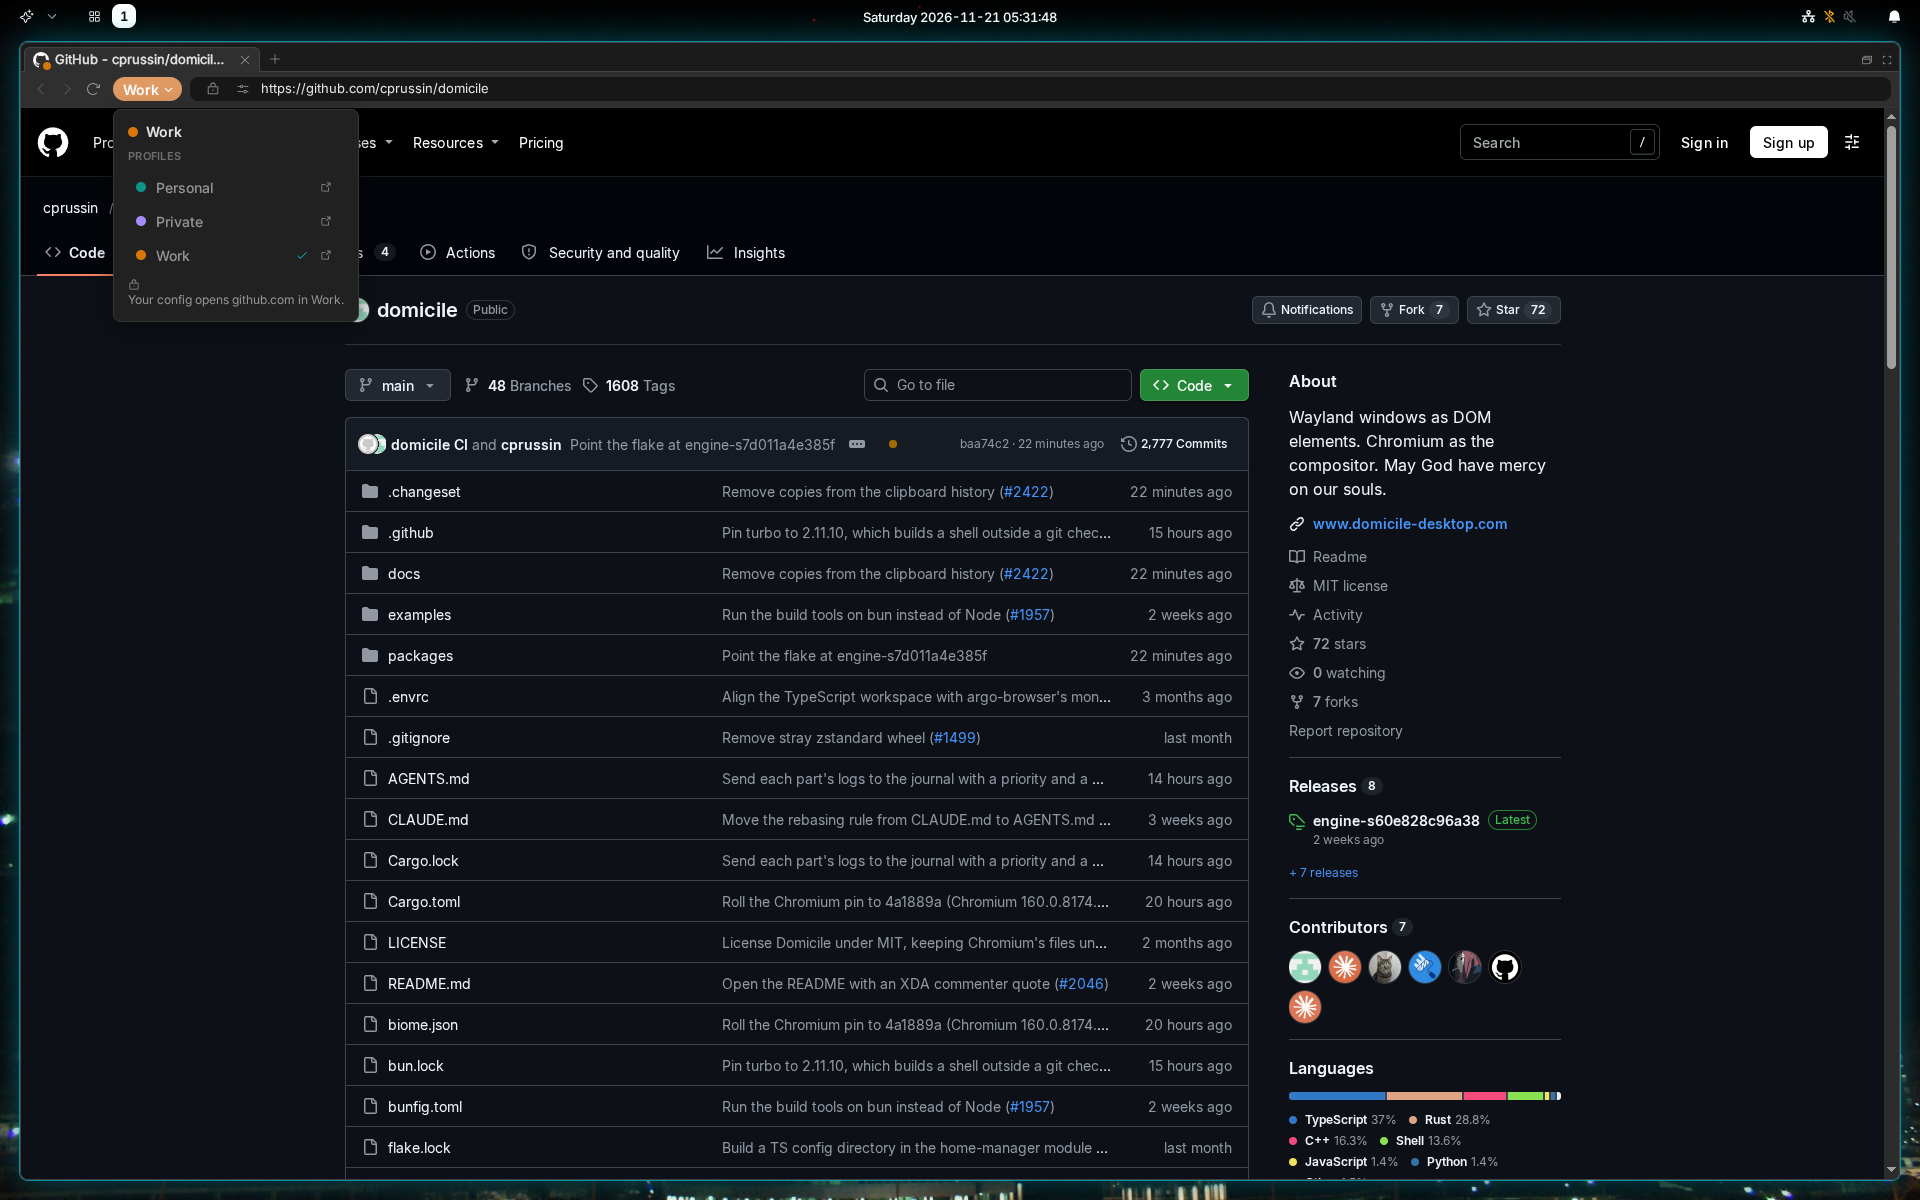 1
Saturday 2026-11-21 05:31:48
GitHub - cprussin/domicil...
Work
https://github.com/cprussin/domicile
Work
PROFILES
Personal
Private
Work
Your config opens github.com in Work.
Resources
Pricing
Search
/
Sign in
Sign up
cprussin /
Code
4
Actions
Security and quality
Insights
domicile
Public
Notifications
Fork 7
Star 72
main
48 Branches
1608 Tags
Go to file
Code
domicile CI and cprussin Point the flake at engine-s7d011a4e385f
baa74c2 · 22 minutes ago
2,777 Commits
.changeset Remove copies from the clipboard history (#2422) 22 minutes ago
.github Pin turbo to 2.11.10, which builds a shell outside a git chec... 15 hours ago
docs Remove copies from the clipboard history (#2422) 22 minutes ago
examples Run the build tools on bun instead of Node (#1957) 2 weeks ago
packages Point the flake at engine-s7d011a4e385f 22 minutes ago
.envrc Align the TypeScript workspace with argo-browser's mon... 3 months ago
.gitignore Remove stray zstandard wheel (#1499) last month
AGENTS.md Send each part's logs to the journal with a priority and a ... 14 hours ago
CLAUDE.md Move the rebasing rule from CLAUDE.md to AGENTS.md ... 3 weeks ago
Cargo.lock Send each part's logs to the journal with a priority and a ... 14 hours ago
Cargo.toml Roll the Chromium pin to 4a1889a (Chromium 160.0.8174.... 20 hours ago
LICENSE License Domicile under MIT, keeping Chromium's files un... 2 months ago
README.md Open the README with an XDA commenter quote (#2046) 2 weeks ago
biome.json Roll the Chromium pin to 4a1889a (Chromium 160.0.8174.... 20 hours ago
bun.lock Pin turbo to 2.11.10, which builds a shell outside a git chec... 15 hours ago
bunfig.toml Run the build tools on bun instead of Node (#1957) 2 weeks ago
flake.lock Build a TS config directory in the home-manager module ... last month
About
Wayland windows as DOM
elements. Chromium as the
compositor. May God have mercy
on our souls.
www.domicile-desktop.com
Readme
MIT license
Activity
72 stars
0 watching
7 forks
Report repository
Releases 8
engine-s60e828c96a38 Latest
2 weeks ago
+ 7 releases
Contributors 7
Languages
TypeScript 37% Rust 28.8%
C++ 16.3% Shell 13.6%
JavaScript 1.4% Python 1.4%